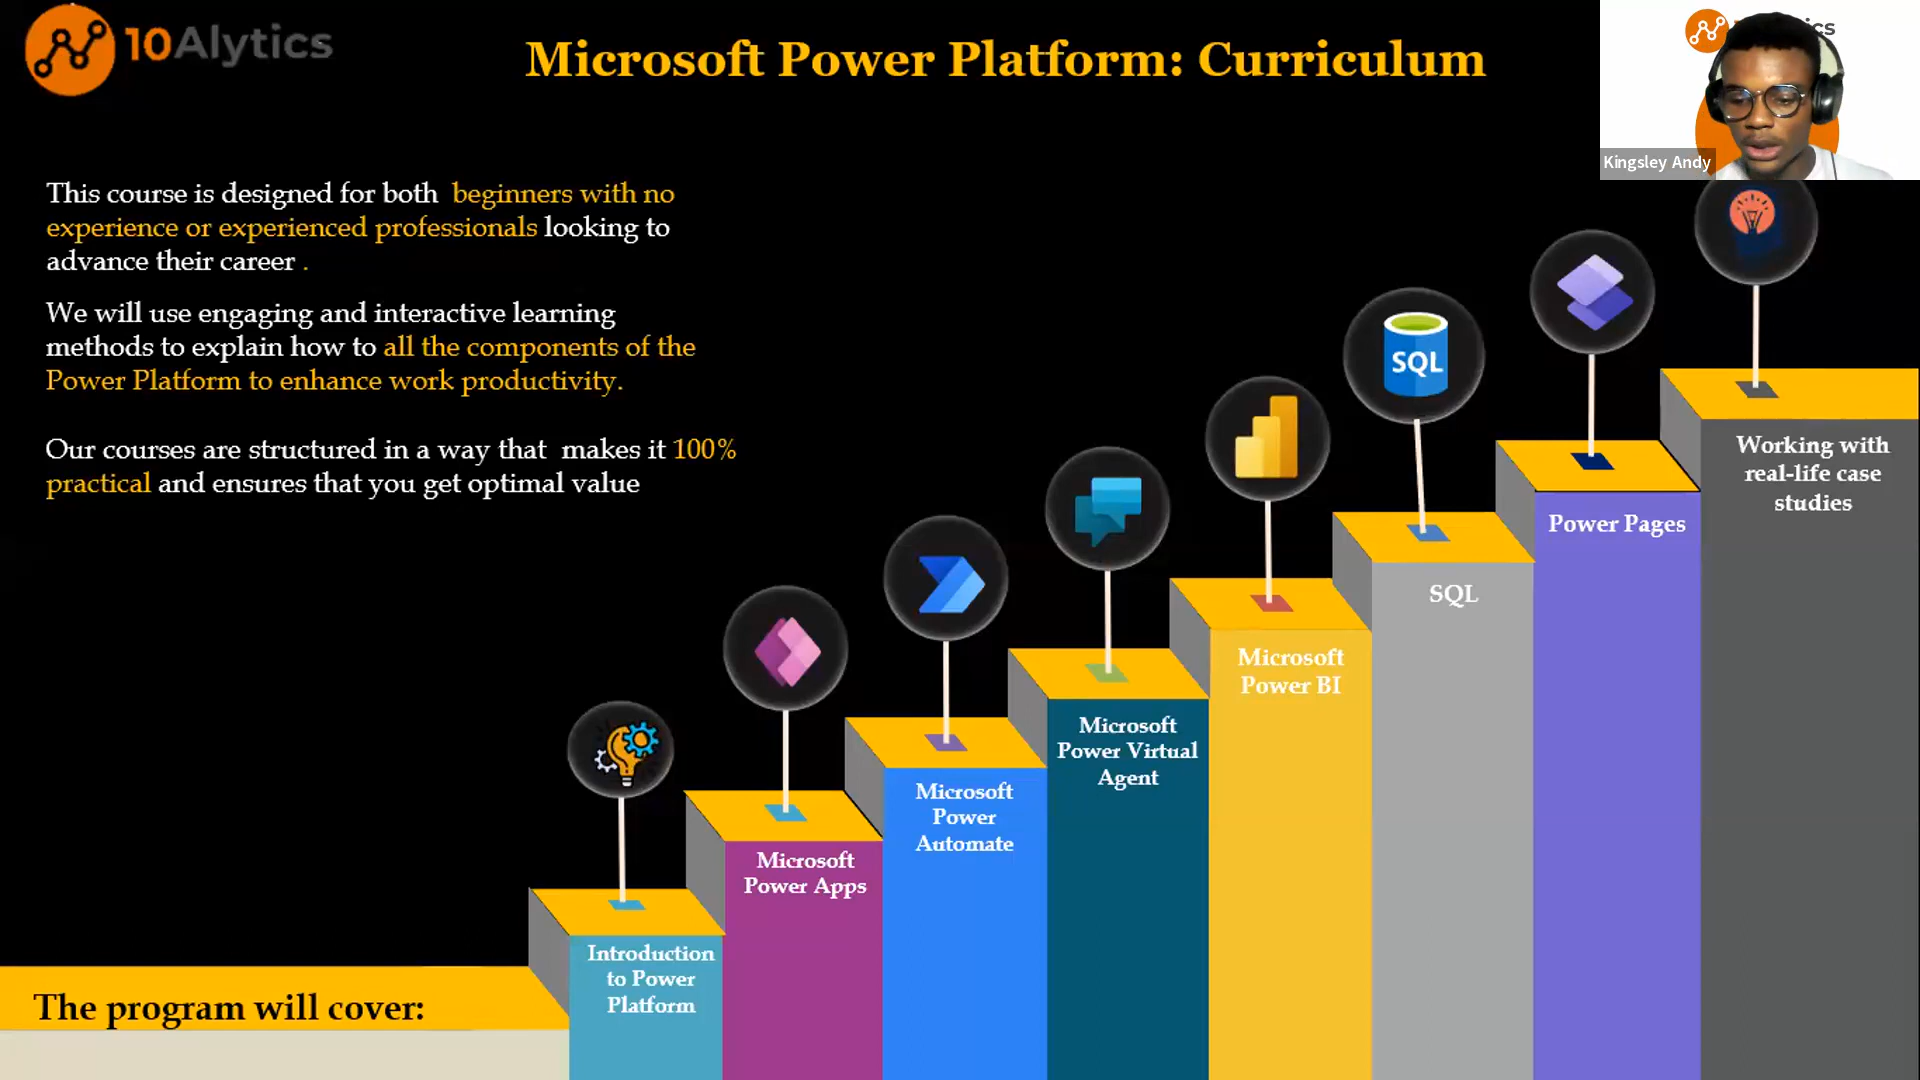 10Alytics
Microsoft Power Platform: Curriculum
Kingsley Andy
This course is designed for both beginners with no
experience or experienced professionals looking to
advance their career .
We will use engaging and interactive learning
methods to explain how to all the components of the
Power Platform to enhance work productivity.
Our courses are structured in a way that makes it 100%
practical and ensures that you get optimal value
The program will cover:
Introduction
to Power
Platform
Microsoft
Power Apps
Microsoft
Power
Automate
Microsoft
Power Virtual
Agent
Microsoft
Power BI
SQL
SQL
Power Pages
Working with
real-life case
studies